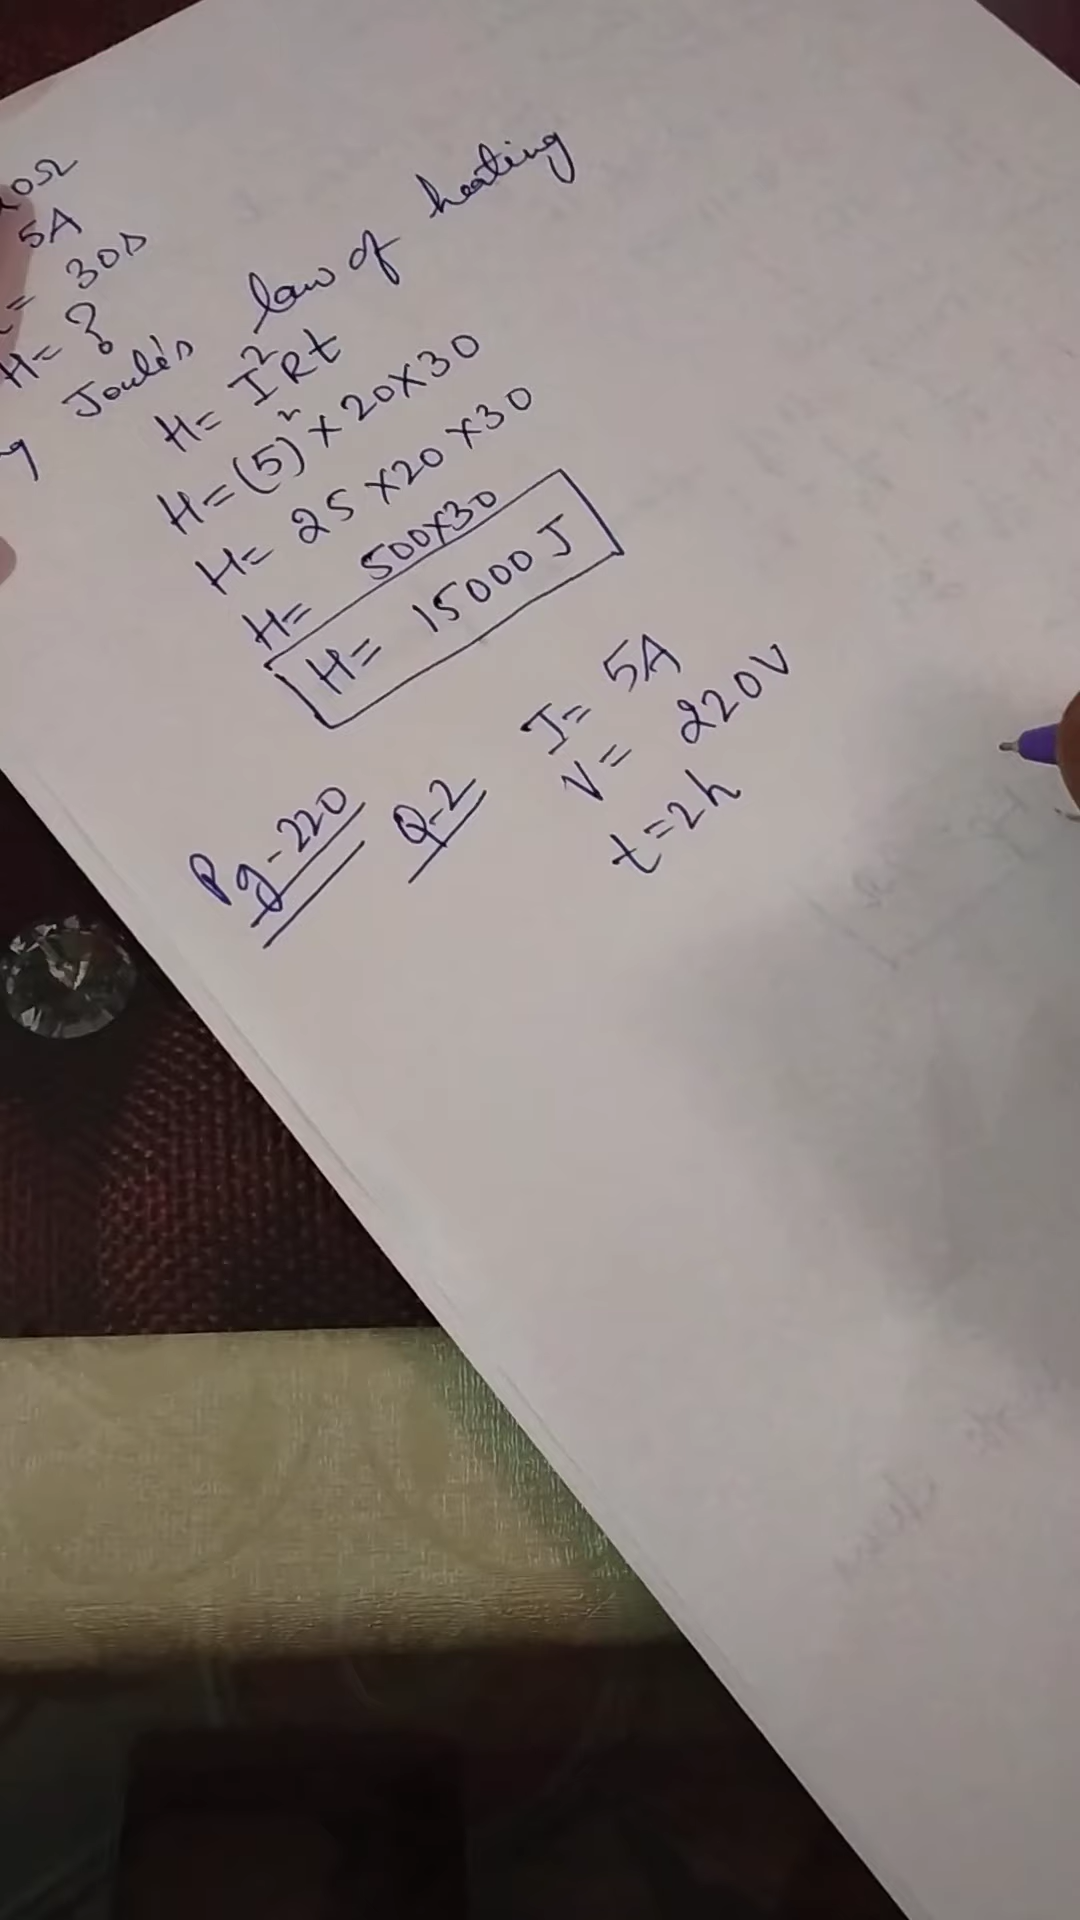 0Ω
5A
= 30s
H= ?
Joule's law of heating
H= I²Rt
H= (5)² × 20×30
H= 25 ×20 ×30
H= 500×30
H= 15000 J
Pg-220 Q-2 I= 5A
V= 220V
t=2h